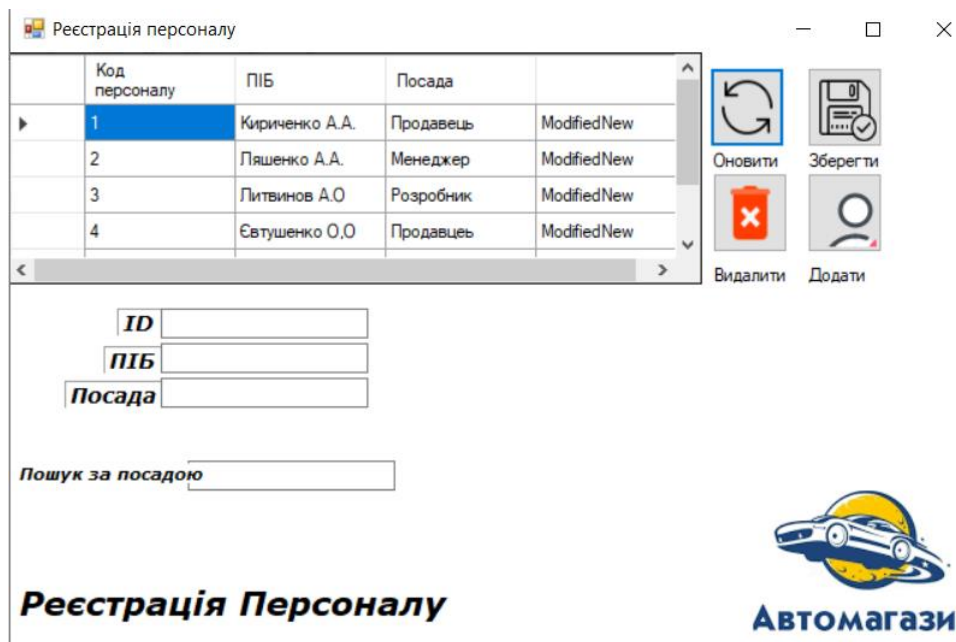 Реєстрація персоналу
Код персоналу ПІБ Посада
1 Кириченко А.А. Продавець ModifiedNew
2 Ляшенко А.А. Менеджер ModifiedNew
3 Литвинов А.О Розробник ModifiedNew
4 Євтушенко О,О Продавцеь ModifiedNew
Оновити Зберегти
Видалити Додати
ID
ПІБ
Посада
Пошук за посадою
Реєстрація Персоналу
Автомагази